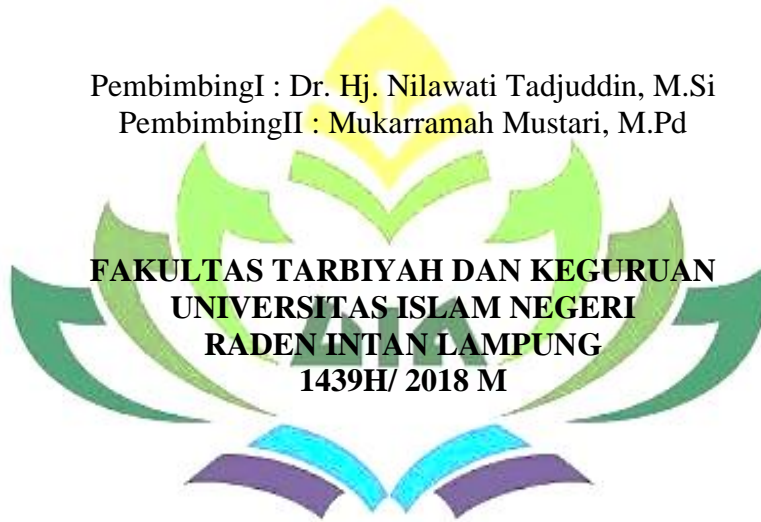 PembimbingI : Dr. Hj. Nilawati Tadjuddin, M.Si
PembimbingII : Mukarramah Mustari, M.Pd
FAKULTAS TARBIYAH DAN KEGURUAN
UNIVERSITAS ISLAM NEGERI
RADEN INTAN LAMPUNG
1439H/ 2018 M